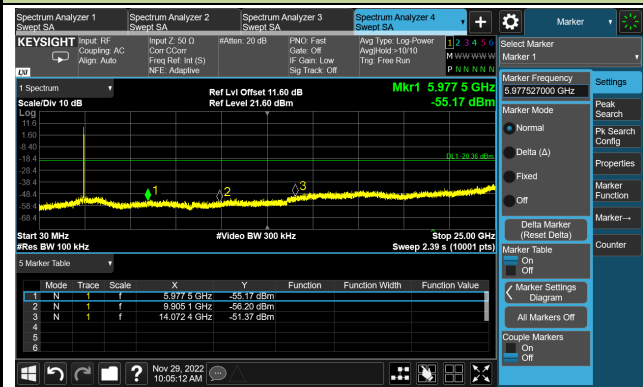 Spectrum Analyzer 1
Swept SA
Spectrum Analyzer 2
Swept SA
Spectrum Analyzer 3
Swept SA
Spectrum Analyzer 4
Swept SA
+
Marker
KEYSIGHT
LNI
Input: RF
Coupling: AC
Align: Auto
Input Z: 50 Ω
Corr CCorr
Freq Ref: Int (S)
NFE: Adaptive
#Atten: 20 dB
PNO: Fast
Gate: Off
IF Gain: Low
Sig Track: Off
Avg Type: Log-Power
Avg|Hold:>10/10
Trig: Free Run
1 2 3 4 5 6
M W W W W W
P N N N N N
Select Marker
Marker 1
1 Spectrum
Scale/Div 10 dB
Log
Ref Lvl Offset 11.60 dB
Ref Level 21.60 dBm
Mkr1 5.977 5 GHz
-55.17 dBm
11.6
1.60
-8.40
-18.4
-28.4
-38.4
-48.4
-58.4
-68.4
DL1 -20.36 dBm
1
2
3
Start 30 MHz
#Res BW 100 kHz
#Video BW 300 kHz
Stop 25.00 GHz
Sweep 2.39 s (10001 pts)
5 Marker Table
Mode Trace Scale X Y Function Function Width Function Value
1 N 1 f 5.977 5 GHz -55.17 dBm
2 N 1 f 9.905 1 GHz -56.20 dBm
3 N 1 f 14.072 4 GHz -51.37 dBm
4
5
6
Nov 29, 2022
10:05:12 AM
Marker Frequency
5.977527000 GHz
Marker Mode
Normal
Delta (Δ)
Fixed
Off
Delta Marker
(Reset Delta)
Marker Table
On
Off
Marker Settings
Diagram
All Markers Off
Couple Markers
On
Off
Settings
Peak
Search
Pk Search
Config
Properties
Marker
Function
Marker→
Counter